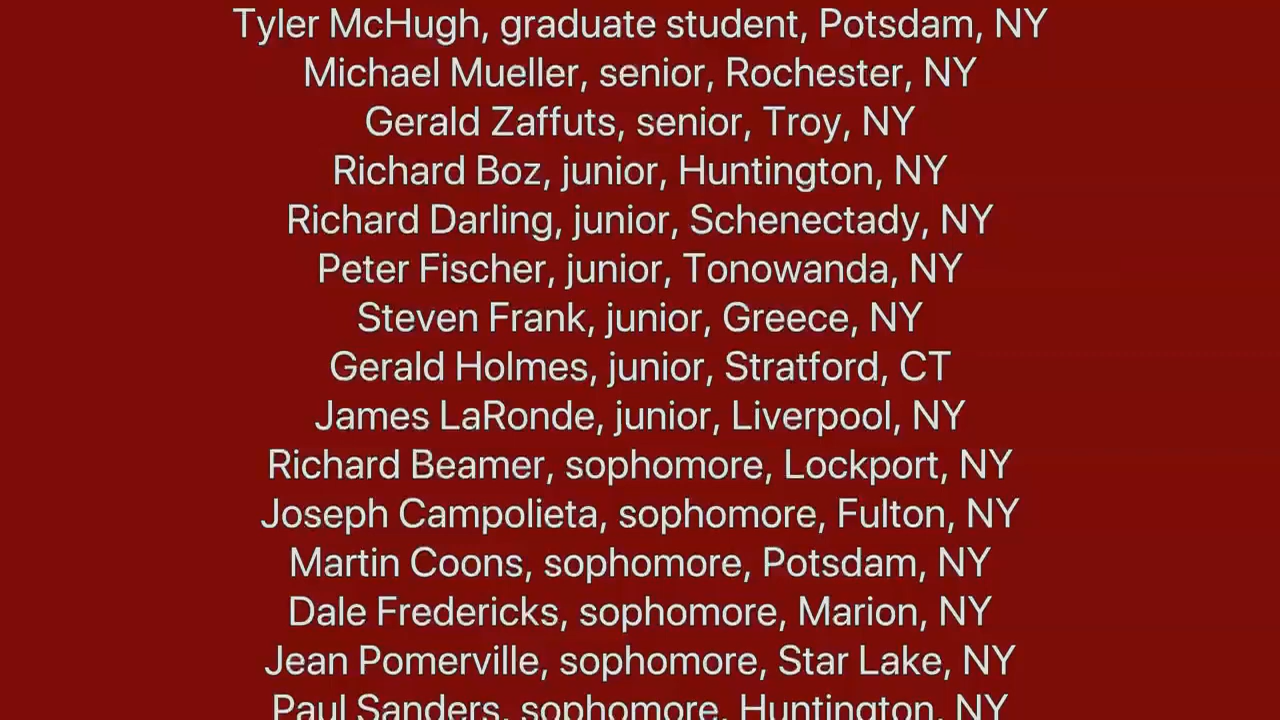 Tyler McHugh, graduate student, Potsdam, NY
Michael Mueller, senior, Rochester, NY
Gerald Zaffuts, senior, Troy, NY
Richard Boz, junior, Huntington, NY
Richard Darling, junior, Schenectady, NY
Peter Fischer, junior, Tonowanda, NY
Steven Frank, junior, Greece, NY
Gerald Holmes, junior, Stratford, CT
James LaRonde, junior, Liverpool, NY
Richard Beamer, sophomore, Lockport, NY
Joseph Campolieta, sophomore, Fulton, NY
Martin Coons, sophomore, Potsdam, NY
Dale Fredericks, sophomore, Marion, NY
Jean Pomerville, sophomore, Star Lake, NY
Paul Sanders, sophomore, Huntington, NY